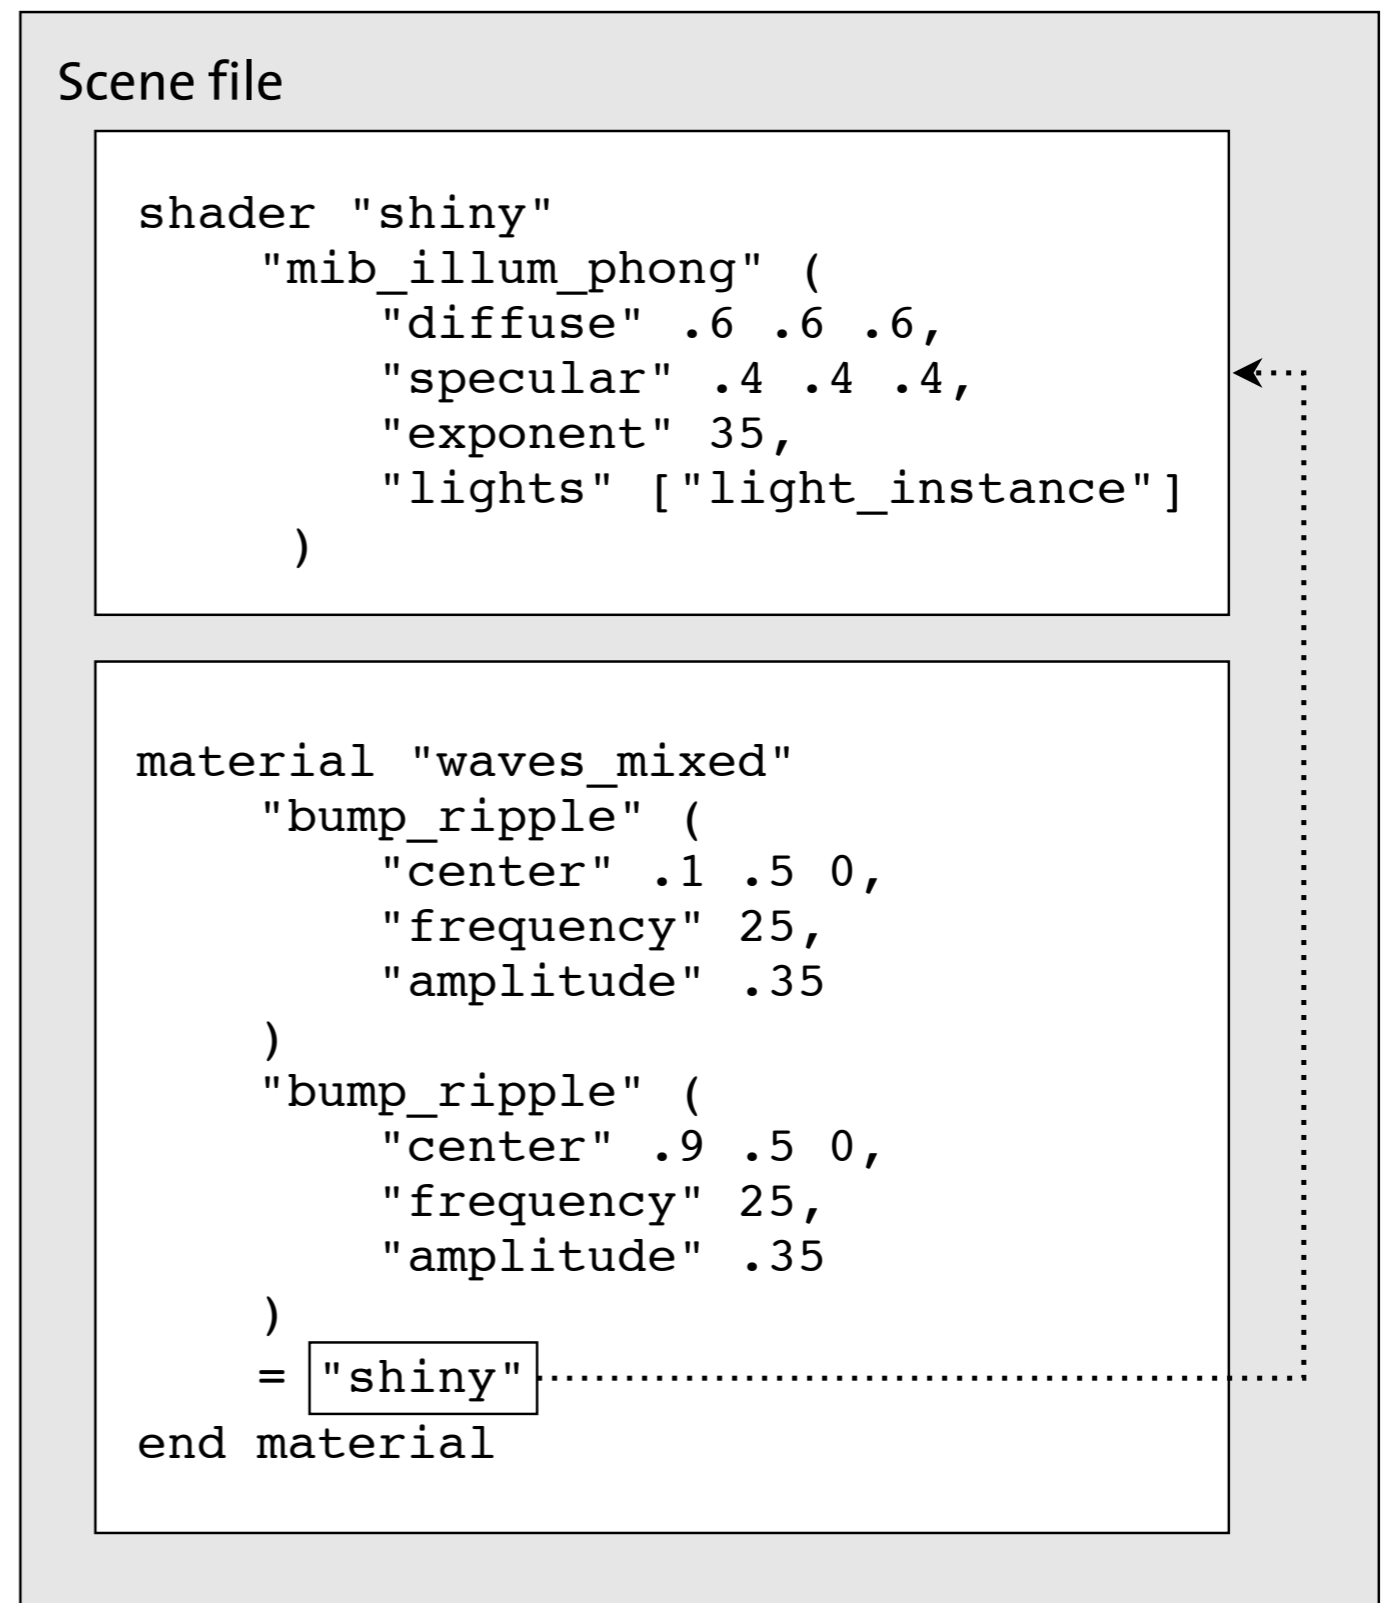 Scene file
shader "shiny"
"mib_illum_phong" (
"diffuse" .6 .6 .6,
"specular" .4 .4 .4,
"exponent" 35,
"lights" ["light_instance"]
)
material "waves_mixed"
"bump_ripple" (
"center" .1 .5 0,
"frequency" 25,
"amplitude" .35
)
"bump_ripple" (
"center" .9 .5 0,
"frequency" 25,
"amplitude" .35
)
= "shiny"
end material